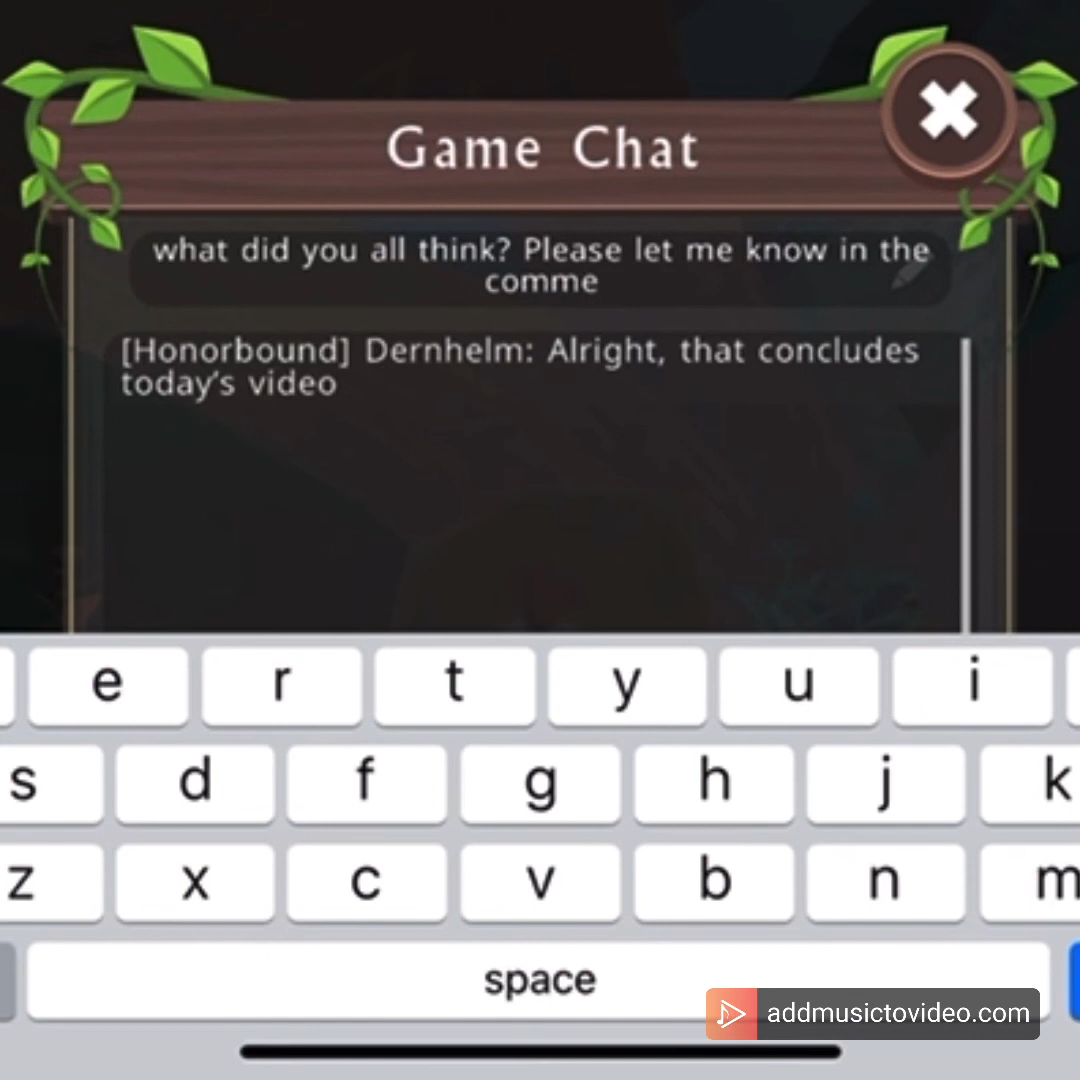 Game Chat
what did you all think? Please let me know in the
comme
[Honorbound] Dernhelm: Alright, that concludes
today's video
e r t y u i
s d f g h j k
z x c v b n m
space
addmusictovideo.com